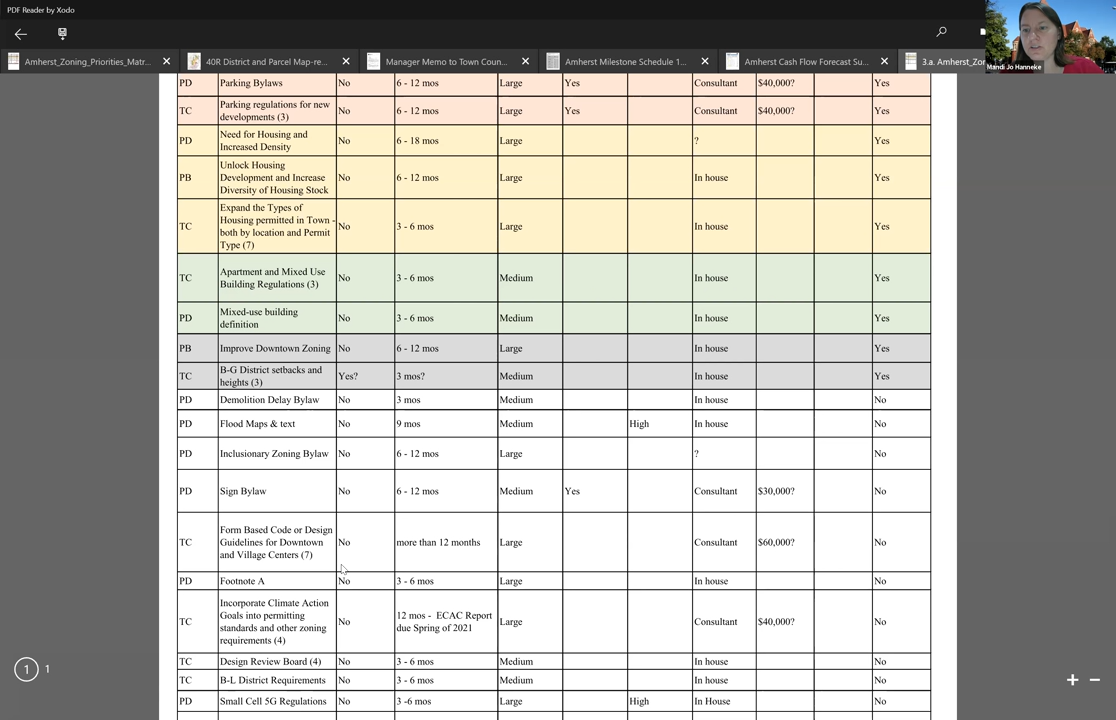 PDF Reader by Xodo
Amherst_Zoning_Priorities_Matr...
40R District and Parcel Map-re...
Manager Memo to Town Coun...
Amherst Milestone Schedule 1...
Amherst Cash Flow Forecast Su...
3.a. Amherst_Zor
Mandi Jo Hanneke
PD Parking Bylaws No 6 - 12 mos Large Yes Consultant $40,000? Yes
TC Parking regulations for new
developments (3) No 6 - 12 mos Large Yes Consultant $40,000? Yes
PD Need for Housing and
Increased Density No 6 - 18 mos Large ? Yes
PB Unlock Housing
Development and Increase
Diversity of Housing Stock No 6 - 12 mos Large In house Yes
TC Expand the Types of
Housing permitted in Town -
both by location and Permit
Type (7) No 3 - 6 mos Large In house Yes
TC Apartment and Mixed Use
Building Regulations (3) No 3 - 6 mos Medium In house Yes
PD Mixed-use building
definition No 3 - 6 mos Medium In house Yes
PB Improve Downtown Zoning No 6 - 12 mos Large In house Yes
TC B-G District setbacks and
heights (3) Yes? 3 mos? Medium In house Yes
PD Demolition Delay Bylaw No 3 mos Medium In house No
PD Flood Maps & text No 9 mos Medium High In house No
PD Inclusionary Zoning Bylaw No 6 - 12 mos Large ? No
PD Sign Bylaw No 6 - 12 mos Medium Yes Consultant $30,000? No
TC Form Based Code or Design
Guidelines for Downtown
and Village Centers (7) No more than 12 months Large Consultant $60,000? No
PD Footnote A No 3 - 6 mos Large In house No
TC Incorporate Climate Action
Goals into permitting
standards and other zoning
requirements (4) No 12 mos - ECAC Report
due Spring of 2021 Large Consultant $40,000? No
TC Design Review Board (4) No 3 - 6 mos Medium In house No
TC B-L District Requirements No 3 - 6 mos Medium In house No
PD Small Cell 5G Regulations No 3 -6 mos Large High In House No
1 1